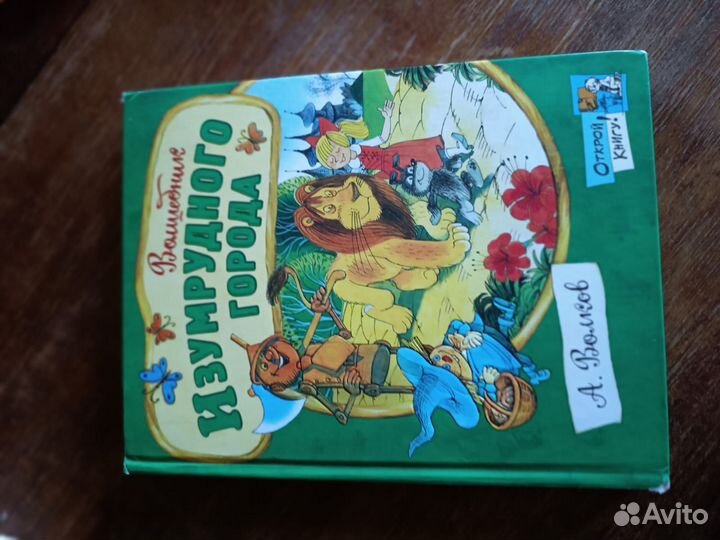 Волшебник
ИЗУМРУДНОГО
ГОРОДА
ОТКРОЙ
КНИГУ!
А. Волков
Avito